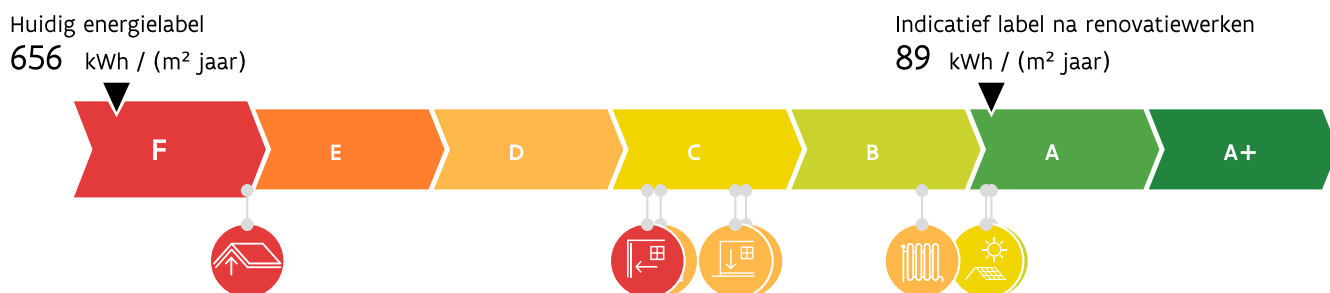 Huidig energielabel
656 kWh / (m² jaar)
Indicatief label na renovatiewerken
89 kWh / (m² jaar)
F E D C B A A+